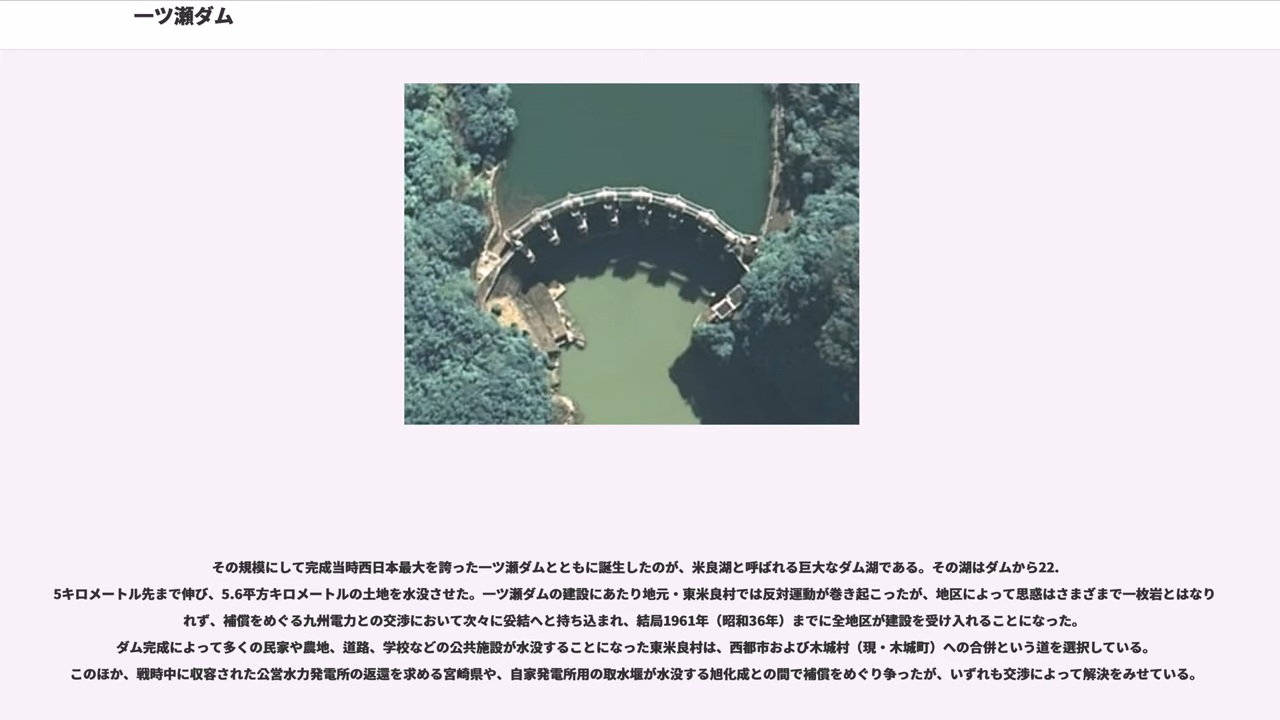 一ツ瀬ダム
その規模にして完成当時西日本最大を誇った一ツ瀬ダムとともに誕生したのが、米良湖と呼ばれる巨大なダム湖である。その湖はダムから22.
5キロメートル先まで伸び、5.6平方キロメートルの土地を水没させた。一ツ瀬ダムの建設にあたり地元・東米良村では反対運動が巻き起こったが、地区によって思惑はさまざまで一枚岩とはなり
れず、補償をめぐる九州電力との交渉において次々に妥結へと持ち込まれ、結局1961年（昭和36年）までに全地区が建設を受け入れることになった。
ダム完成によって多くの民家や農地、道路、学校などの公共施設が水没することになった東米良村は、西都市および木城村（現・木城町）への合併という道を選択している。
このほか、戦時中に収容された公営水力発電所の返還を求める宮崎県や、自家発電所用の取水堰が水没する旭化成との間で補償をめぐり争ったが、いずれも交渉によって解決をみせている。